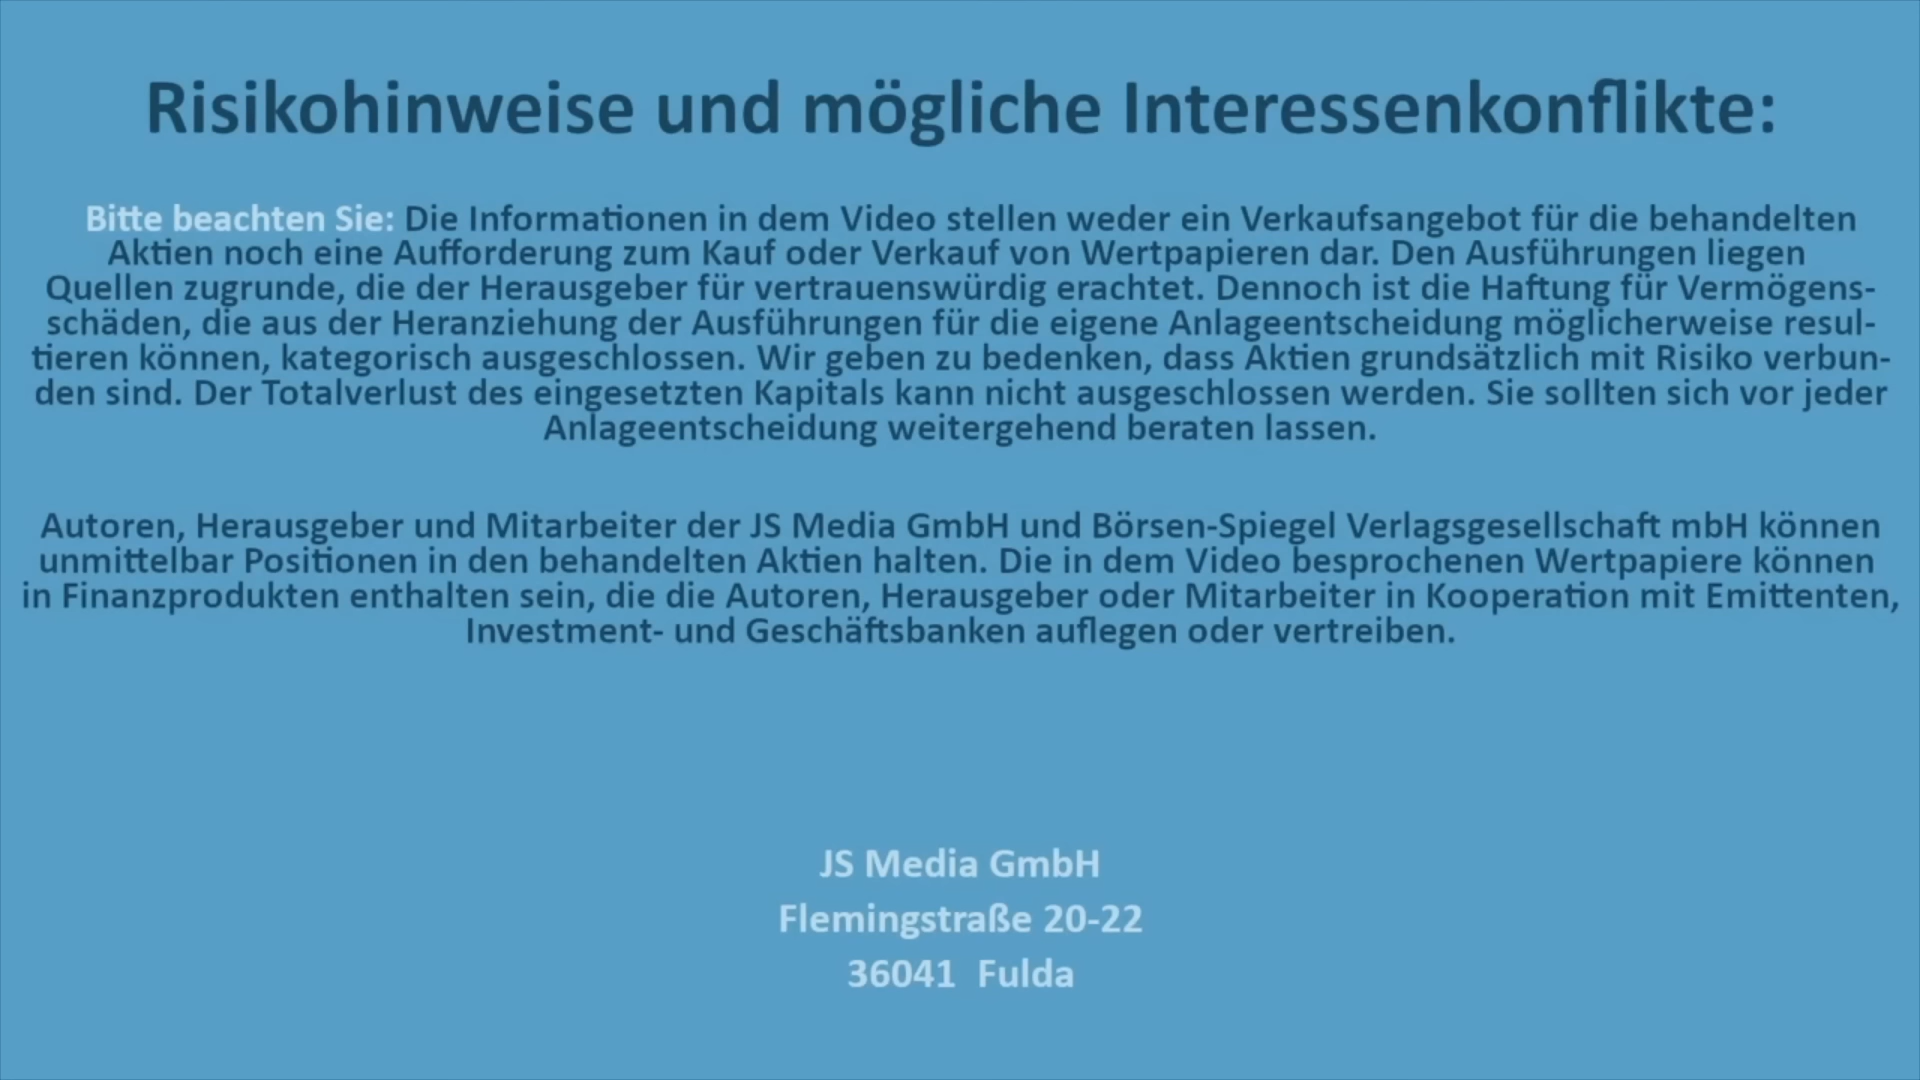 Risikohinweise und mögliche Interessenkonflikte:
Bitte beachten Sie: Die Informationen in dem Video stellen weder ein Verkaufsangebot für die behandelten
Aktien noch eine Aufforderung zum Kauf oder Verkauf von Wertpapieren dar. Den Ausführungen liegen
Quellen zugrunde, die der Herausgeber für vertrauenswürdig erachtet. Dennoch ist die Haftung für Vermögens-
schäden, die aus der Heranziehung der Ausführungen für die eigene Anlageentscheidung möglicherweise resul-
tieren können, kategorisch ausgeschlossen. Wir geben zu bedenken, dass Aktien grundsätzlich mit Risiko verbun-
den sind. Der Totalverlust des eingesetzten Kapitals kann nicht ausgeschlossen werden. Sie sollten sich vor jeder
Anlageentscheidung weitergehend beraten lassen.
Autoren, Herausgeber und Mitarbeiter der JS Media GmbH und Börsen-Spiegel Verlagsgesellschaft mbH können
unmittelbar Positionen in den behandelten Aktien halten. Die in dem Video besprochenen Wertpapiere können
in Finanzprodukten enthalten sein, die die Autoren, Herausgeber oder Mitarbeiter in Kooperation mit Emittenten,
Investment- und Geschäftsbanken auflegen oder vertreiben.
JS Media GmbH
Flemingstraße 20-22
36041 Fulda